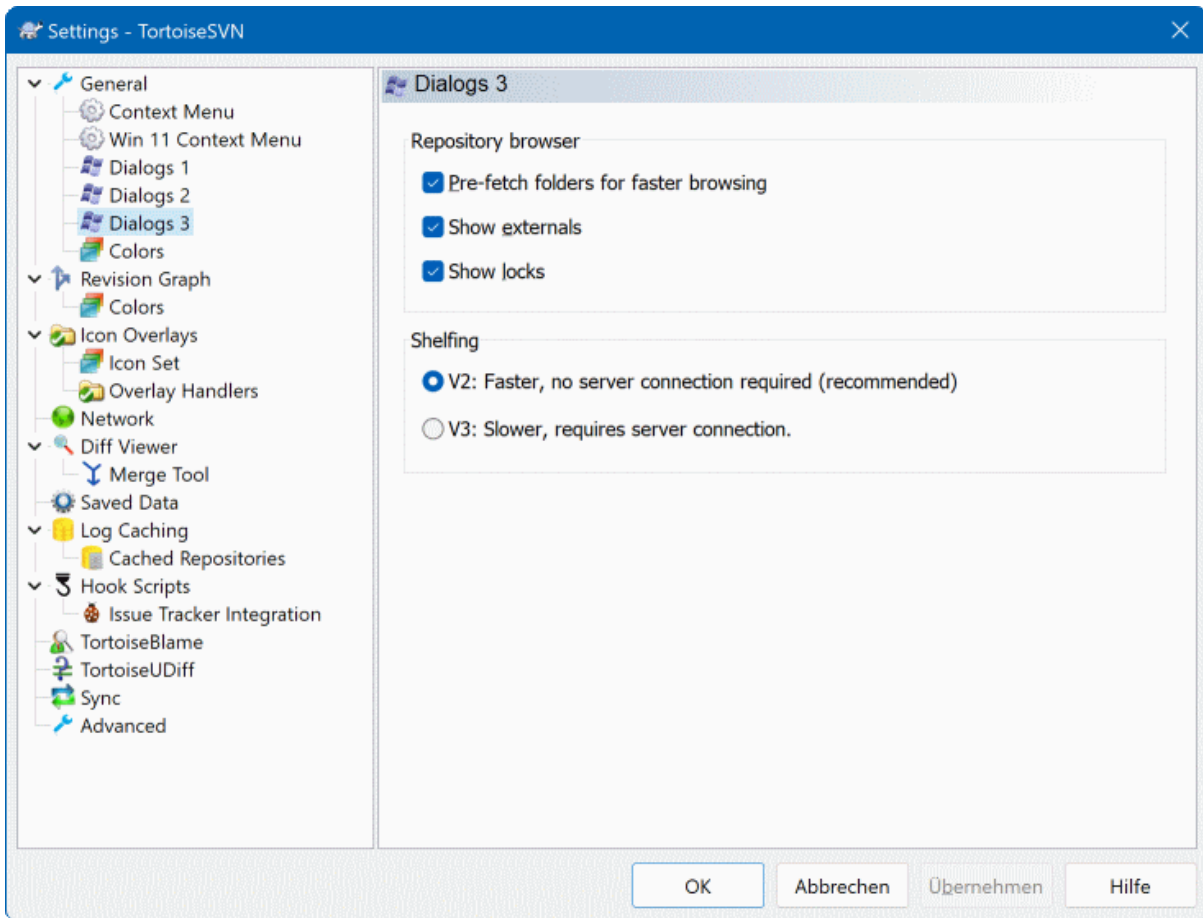 Settings - TortoiseSVN
General
Context Menu
Win 11 Context Menu
Dialogs 1
Dialogs 2
Dialogs 3
Colors
Revision Graph
Colors
Icon Overlays
Icon Set
Overlay Handlers
Network
Diff Viewer
Merge Tool
Saved Data
Log Caching
Cached Repositories
Hook Scripts
Issue Tracker Integration
TortoiseBlame
TortoiseUDiff
Sync
Advanced
Dialogs 3
Repository browser
Pre-fetch folders for faster browsing
Show externals
Show locks
Shelfing
V2: Faster, no server connection required (recommended)
V3: Slower, requires server connection.
OK Abbrechen Übernehmen Hilfe